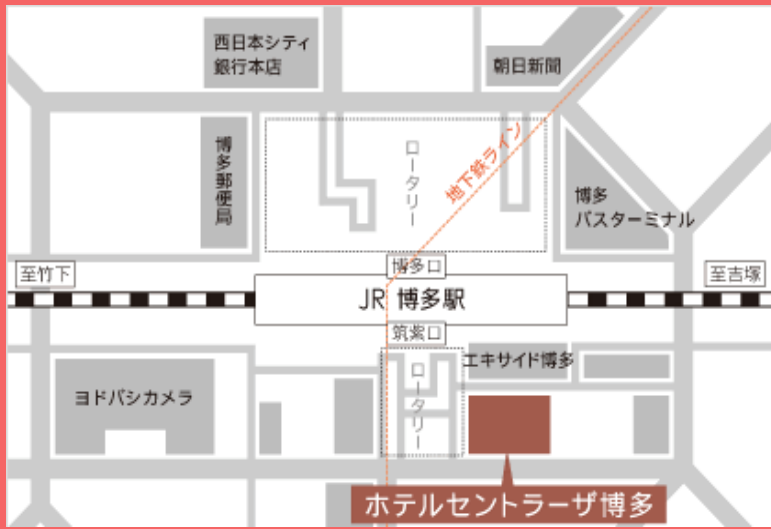 西日本シティ
銀行本店
朝日新聞
博多郵便局
ロータリー
地下鉄ライン
博多
バスターミナル
博多口
至竹下
至吉塚
JR 博多駅
筑紫口
エキサイド博多
ヨドバシカメラ
ロータリー
ホテルセントラーザ博多